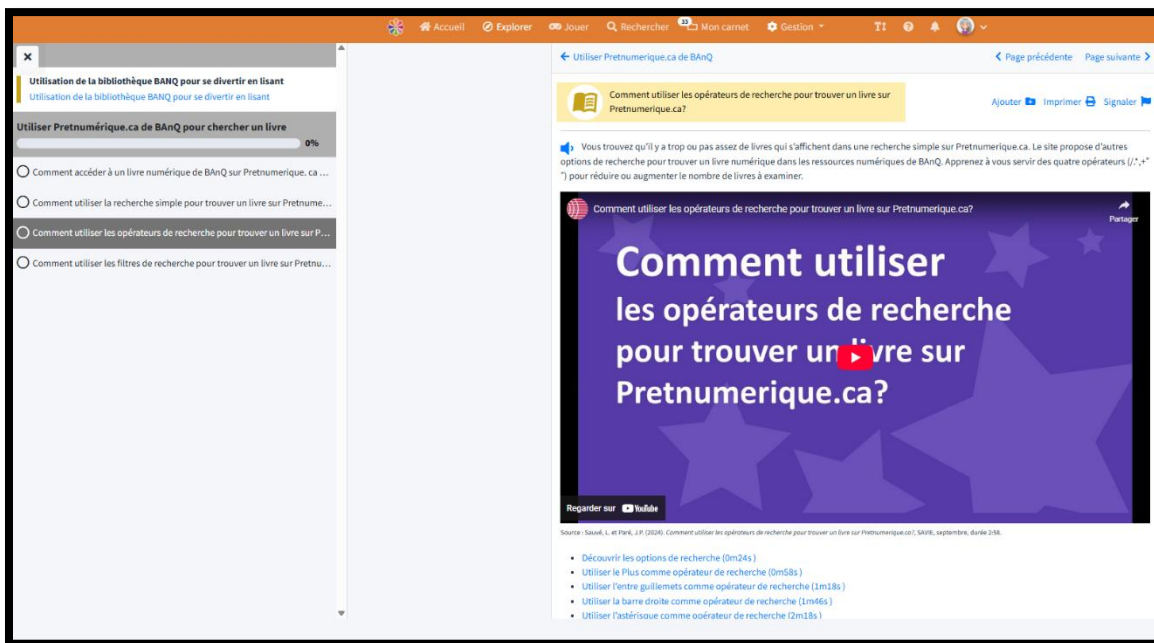 Accueil Explorer Jouer Rechercher 33 Mon carnet Gestion
Utilisation de la bibliothèque BANQ pour se divertir en lisant
Utilisation de la bibliothèque BANQ pour se divertir en lisant
Utiliser Pretnumérique.ca de BAnQ pour chercher un livre
0%
Comment accéder à un livre numérique de BAnQ sur Pretnumerique. ca ...
Comment utiliser la recherche simple pour trouver un livre sur Pretnume...
Comment utiliser les opérateurs de recherche pour trouver un livre sur P...
Comment utiliser les filtres de recherche pour trouver un livre sur Pretnu...
Utiliser Pretnumerique.ca de BAnQ
Page précédente Page suivante
Comment utiliser les opérateurs de recherche pour trouver un livre sur
Pretnumerique.ca?
Ajouter Imprimer Signaler
Vous trouvez qu'il y a trop ou pas assez de livres qui s'affichent dans une recherche simple sur Pretnumerique.ca. Le site propose d'autres
options de recherche pour trouver un livre numérique dans les ressources numériques de BAnQ. Apprenez à vous servir des quatre opérateurs (/.*,+"
") pour réduire ou augmenter le nombre de livres à examiner.
Comment utiliser les opérateurs de recherche pour trouver un livre sur Pretnumerique.ca?
Partager
Comment utiliser
les opérateurs de recherche
pour trouver un livre sur
Pretnumerique.ca?
Regarder sur YouTube
Source : Sauvé, L. et Paré, J.P. (2024). Comment utiliser les opérateurs de recherche pour trouver un livre sur Pretnumerique.ca?, SAVIE, septembre, durée 2:58.
Découvrir les options de recherche (0m24s )
Utiliser le Plus comme opérateur de recherche (0m58s )
Utiliser l'entre guillemets comme opérateur de recherche (1m18s )
Utiliser la barre droite comme opérateur de recherche (1m46s )
Utiliser l'astérisque comme opérateur de recherche (2m18s )